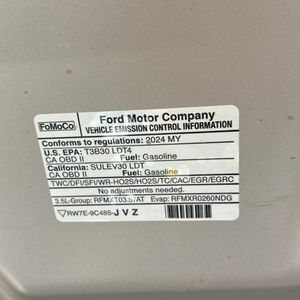 FoMoCo
Ford Motor Company
VEHICLE EMISSION CONTROL INFORMATION
Conforms to regulations: 2024 MY
U.S. EPA: T3B30 LDT4
CA OBD II Fuel: Gasoline
California: SULEV30 LDT
CA OBD II Fuel: Gasoline
TWC/DFI/SFI/WR-HO2S/HO2S/TC/CAC/EGR/EGRC
No adjustments needed.
3.5L-Group: RFMXT03.57AT Evap: RFMXR0260NDG
RW7E-9C485-JVZ